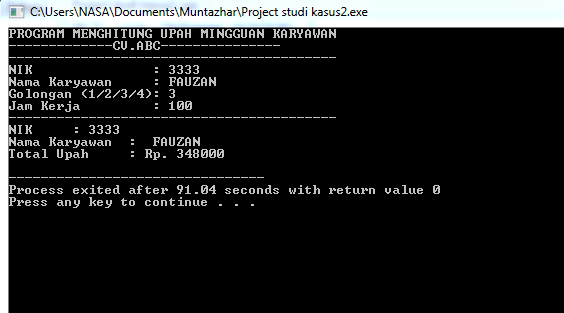 C:\Users\NASA\Documents\Muntazhar\Project studi kasus2.exe
PROGRAM MENGHITUNG UPAH MINGGUAN KARYAWAN
-------------CV.ABC---------------
-----------------------------------------
NIK               : 3333
Nama Karyawan     : FAUZAN
Golongan (1/2/3/4): 3
Jam Kerja         : 100
-----------------------------------------
NIK     : 3333
Nama Karyawan  :  FAUZAN
Total Upah     : Rp. 348000
--------------------------------
Process exited after 91.04 seconds with return value 0
Press any key to continue . . .